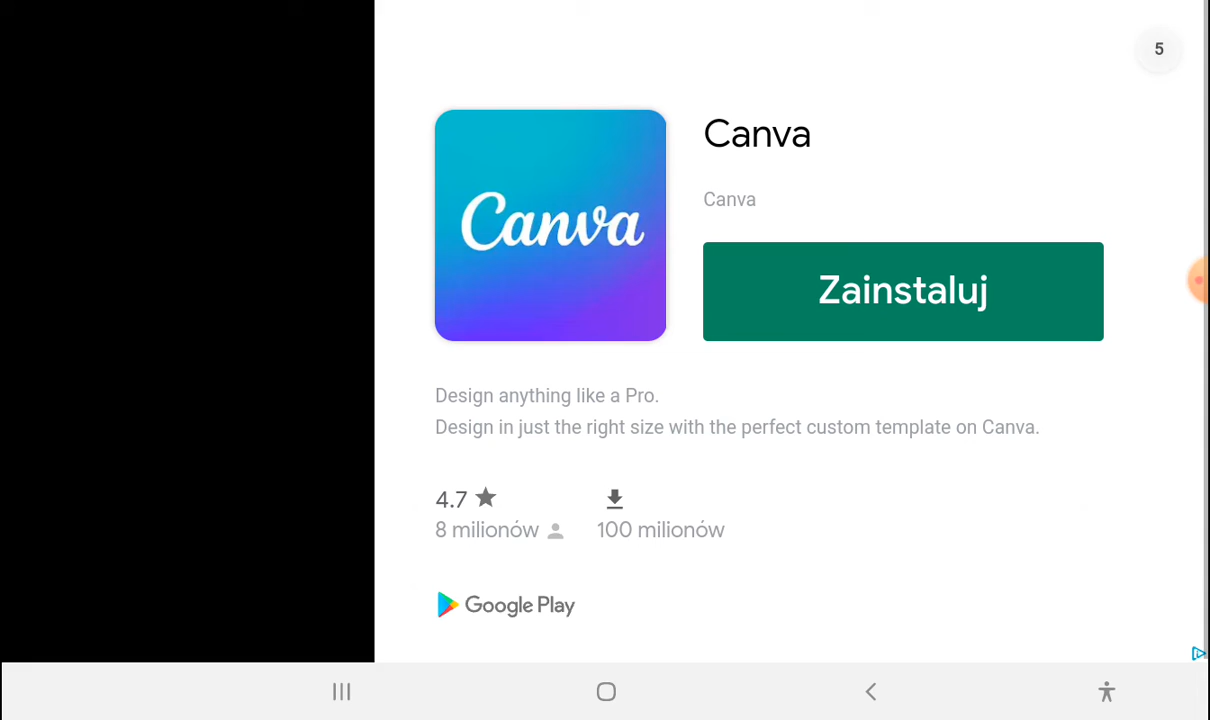 5
Canva
Canva
Canva
Zainstaluj
Design anything like a Pro.
Design in just the right size with the perfect custom template on Canva.
4.7
8 milionów
100 milionów
Google Play